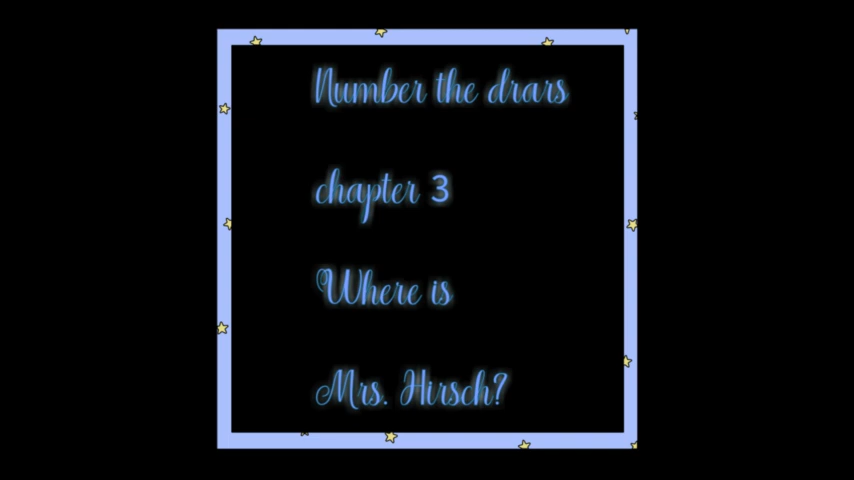 Number the drars
chapter 3
Where is
Mrs. Hirsch?